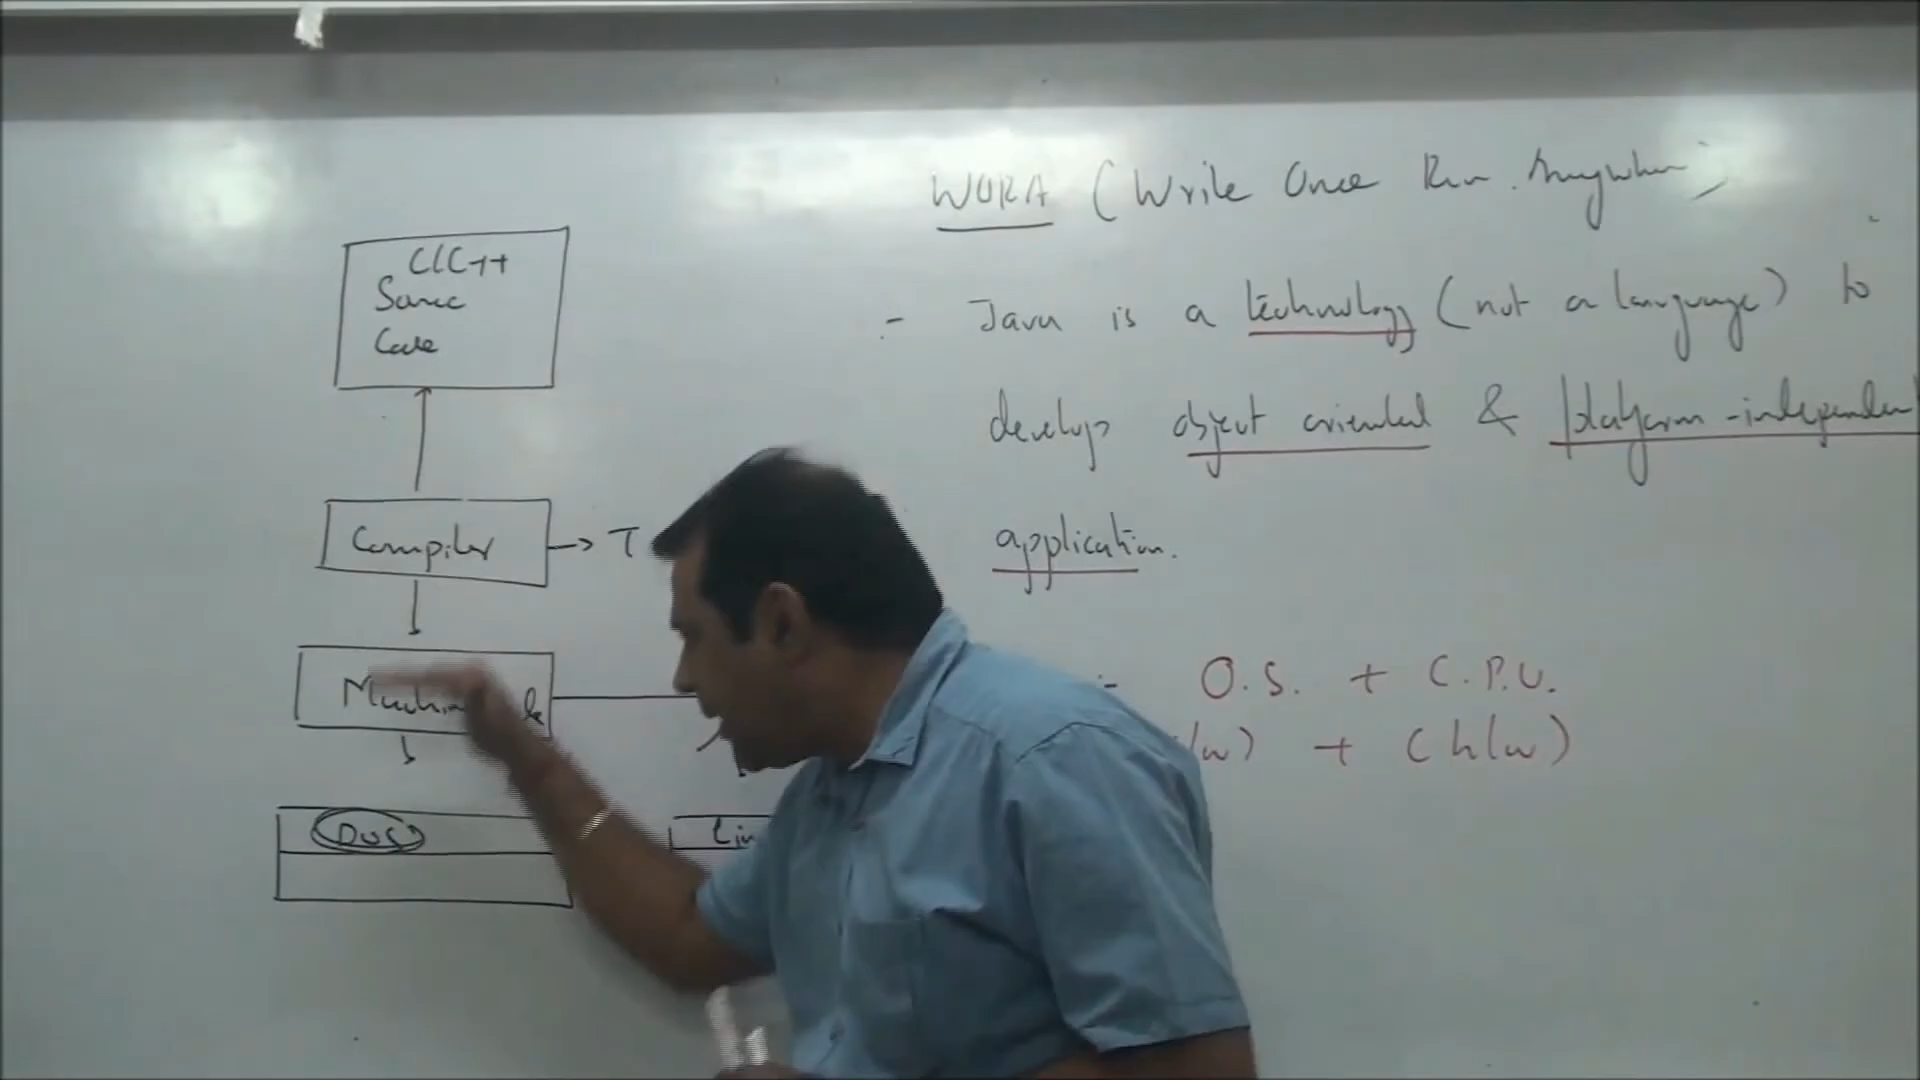 WORA (Write Once Run Anywhere)
- Java is a technology (not a language) to
develop object oriented & platform-independent
application.
:- O.S. + C.P.U.
/w) + (h/w)
C/C++
Source
Code
Compiler → T
Machine
DOS
Lin